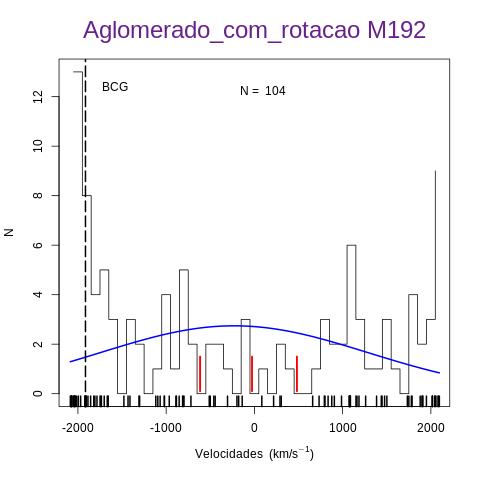 Aglomerado_com_rotacao M192
BCG
N = 104
12
10
8
6
4
2
0
N
-2000 -1000 0 1000 2000
Velocidades (km/s⁻¹)